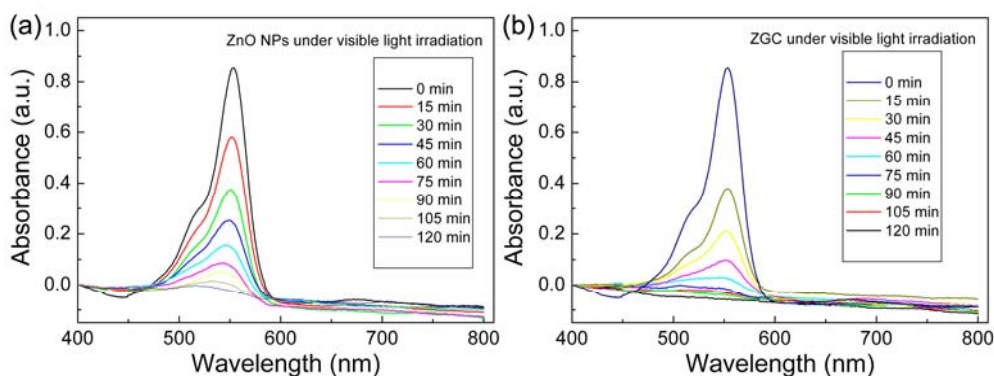 (a)
ZnO NPs under visible light irradiation
Absorbance (a.u.)
1.0
0.8
0.6
0.4
0.2
0.0
0 min
15 min
30 min
45 min
60 min
75 min
90 min
105 min
120 min
400 500 600 700 800
Wavelength (nm)
(b)
ZGC under visible light irradiation
Absorbance (a.u.)
1.0
0.8
0.6
0.4
0.2
0.0
0 min
15 min
30 min
45 min
60 min
75 min
90 min
105 min
120 min
400 500 600 700 800
Wavelength (nm)